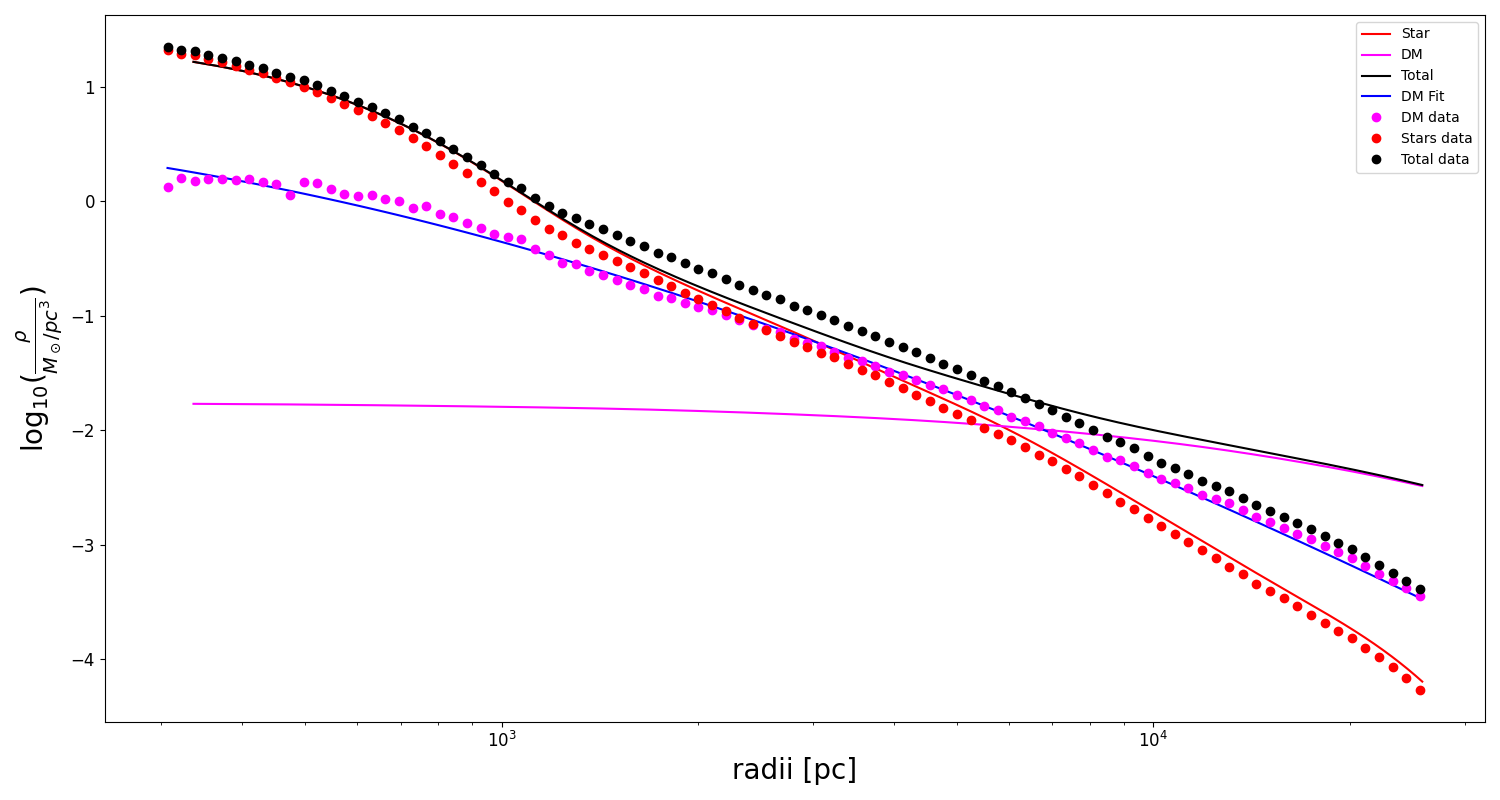 Star
DM
Total
DM Fit
DM data
Stars data
Total data
1
0
−1
−2
−3
−4
log₁₀(ρ / M_⊙/pc³)
10³
10⁴
radii [pc]